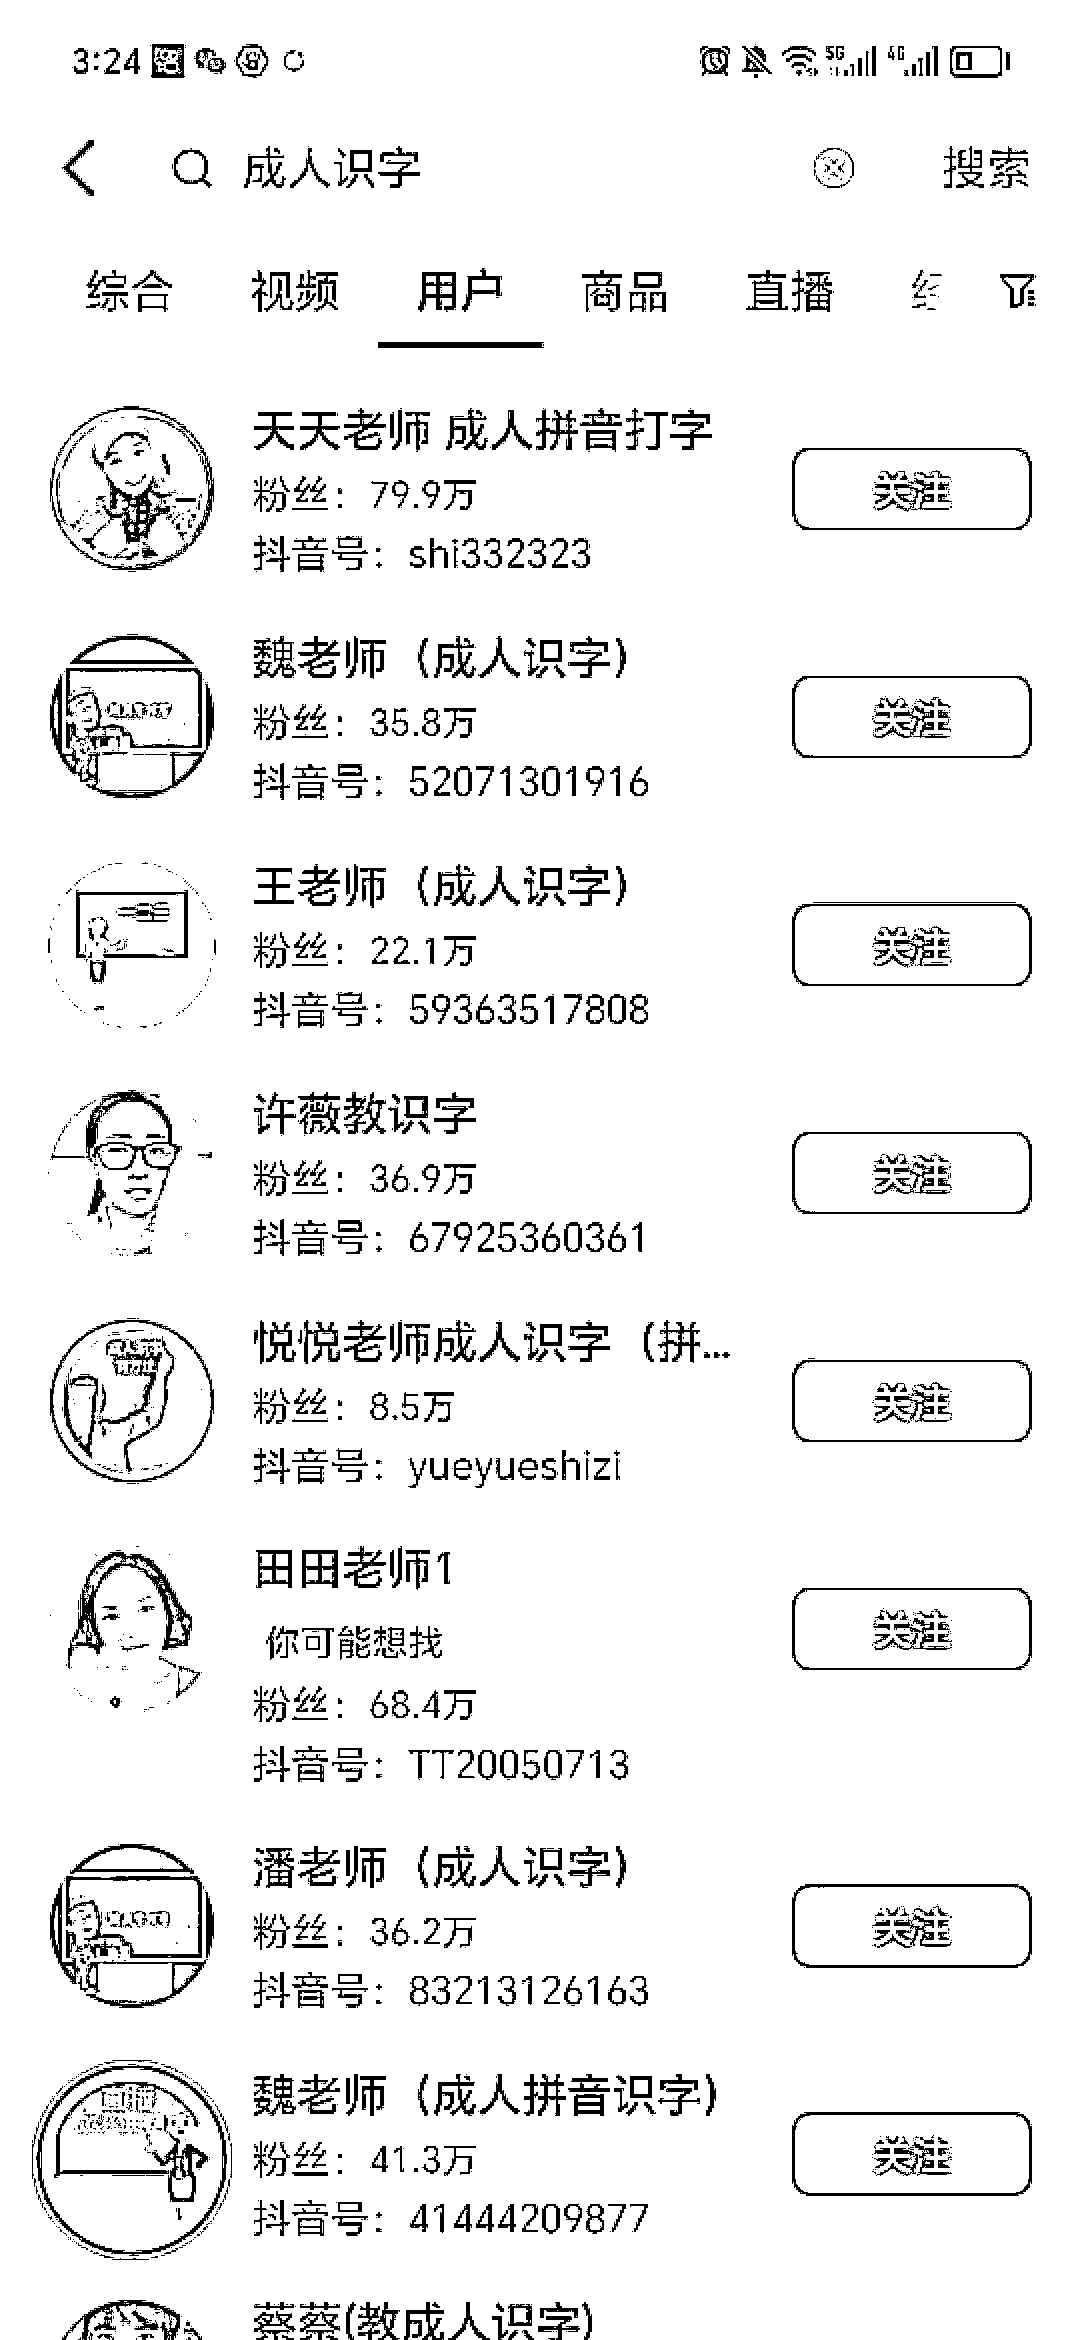 3:24 5G 4G
成人识字 搜索
综合 视频 用户 商品 直播
天天老师 成人拼音打字
粉丝：79.9万
关注
抖音号：shi332323
魏老师（成人识字）
粉丝：35.8万
关注
抖音号：52071301916
王老师（成人识字）
粉丝：22.1万
关注
抖音号：59363517808
许薇教识字
粉丝：36.9万
关注
抖音号：67925360361
悦悦老师成人识字（拼...
粉丝：8.5万
关注
抖音号：yueyueshizi
田田老师1
你可能想找
关注
粉丝：68.4万
抖音号：TT20050713
潘老师（成人识字）
粉丝：36.2万
关注
抖音号：83213126163
魏老师（成人拼音识字）
粉丝：41.3万
关注
抖音号：41444209877
蔡蔡(教成人识字)